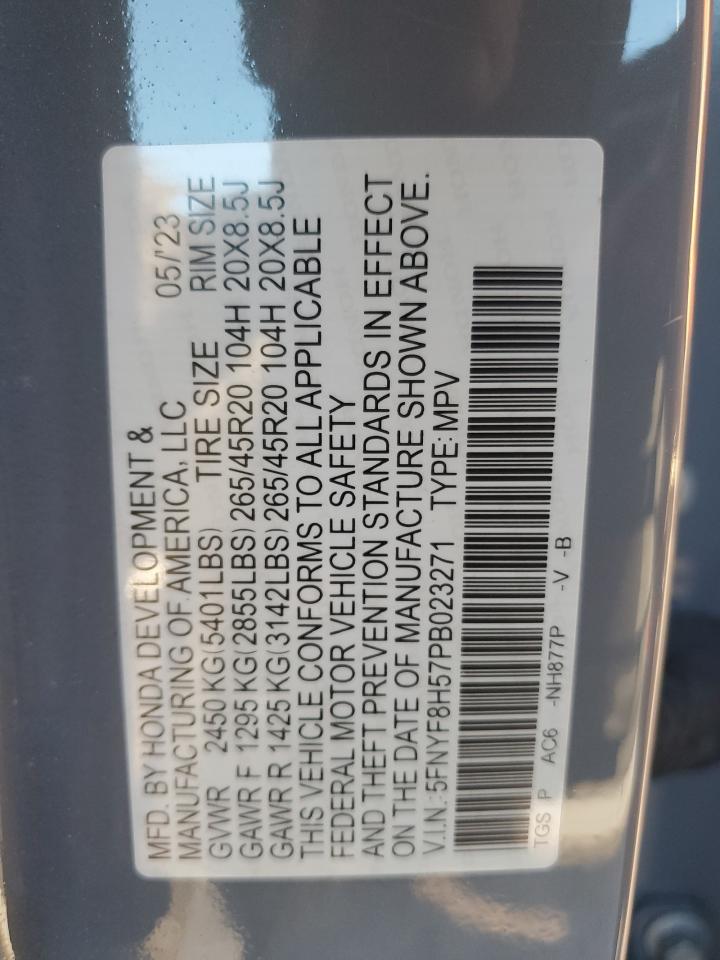 MFD. BY HONDA DEVELOPMENT &
MANUFACTURING OF AMERICA, LLC 05/'23
GVWR 2450 KG(5401LBS) TIRE SIZE RIM SIZE
GAWR F 1295 KG(2855LBS) 265/45R20 104H 20X8.5J
GAWR R 1425 KG(3142LBS) 265/45R20 104H 20X8.5J
THIS VEHICLE CONFORMS TO ALL APPLICABLE
FEDERAL MOTOR VEHICLE SAFETY
AND THEFT PREVENTION STANDARDS IN EFFECT
ON THE DATE OF MANUFACTURE SHOWN ABOVE.
V.I.N.: 5FNYF8H57PB023271 TYPE: MPV
TGS P AC6 -NH877P -V -B